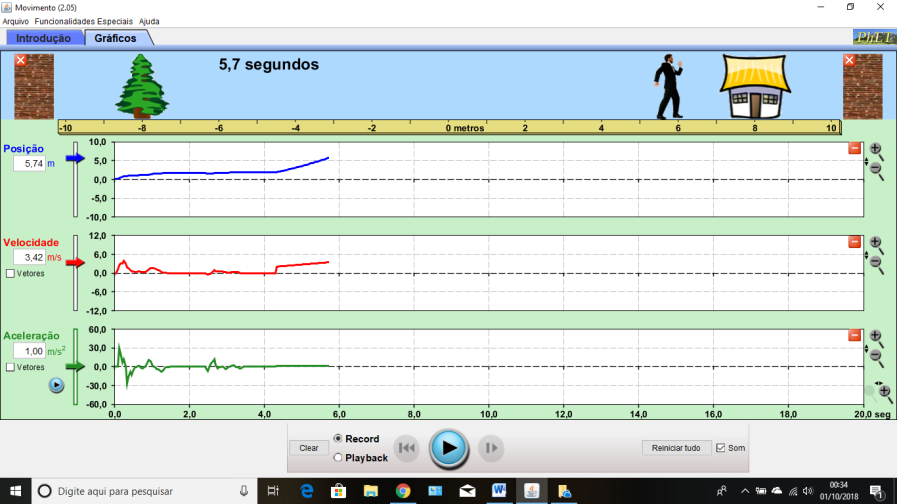 Movimento (2.05)
Arquivo Funcionalidades Especiais Ajuda
Introdução Gráficos
PhET
5,7 segundos
-10 -8 -6 -4 -2 0 metros 2 4 6 8 10
Posição
5,74 m
10,0
5,0
0,0
-5,0
-10,0
Velocidade
3,42 m/s
Vetores
12,0
6,0
0,0
-6,0
-12,0
Aceleração
1,00 m/s²
Vetores
60,0
30,0
0,0
-30,0
-60,0
0,0 2,0 4,0 6,0 8,0 10,0 12,0 14,0 16,0 18,0 20,0 seg
Clear Record Playback Reiniciar tudo Som
Digite aqui para pesquisar
00:34
01/10/2018